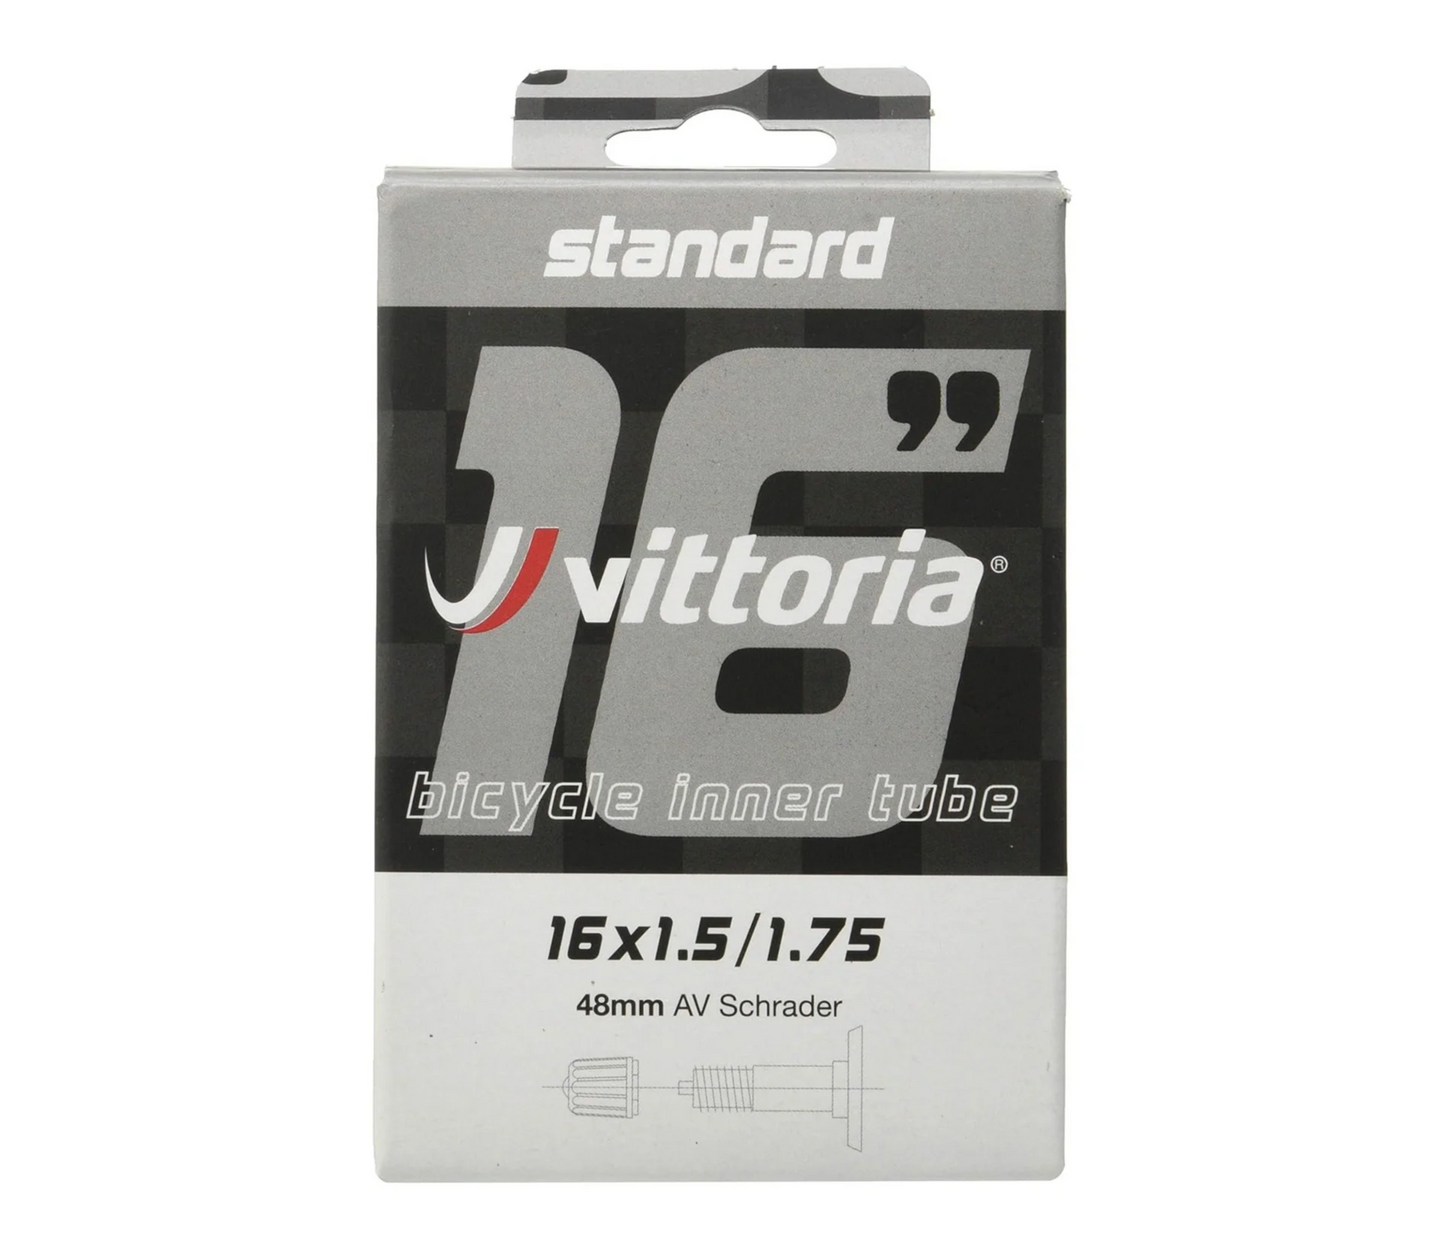 standard
16”
vittoria®
bicycle inner tube
16x1.5/1.75
48mm AV Schrader